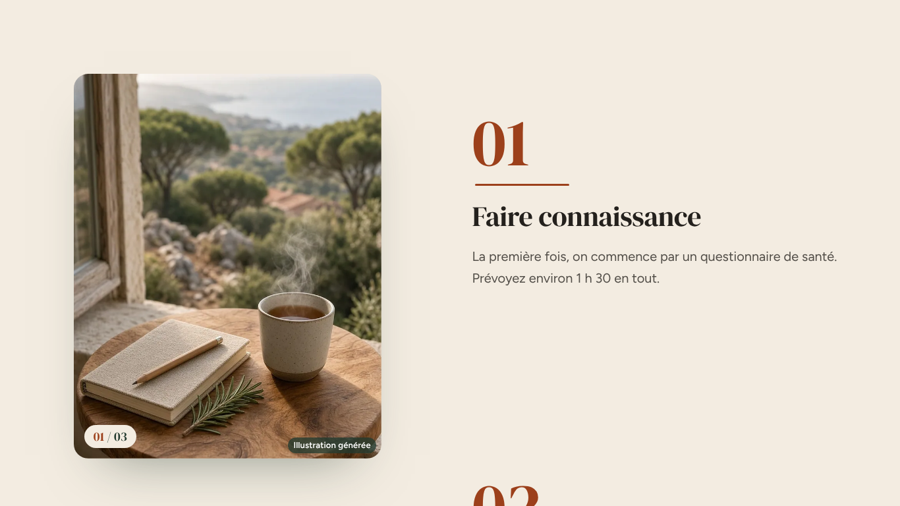 01
Faire connaissance
La première fois, on commence par un questionnaire de santé.
Prévoyez environ 1 h 30 en tout.
01 / 03
Illustration générée